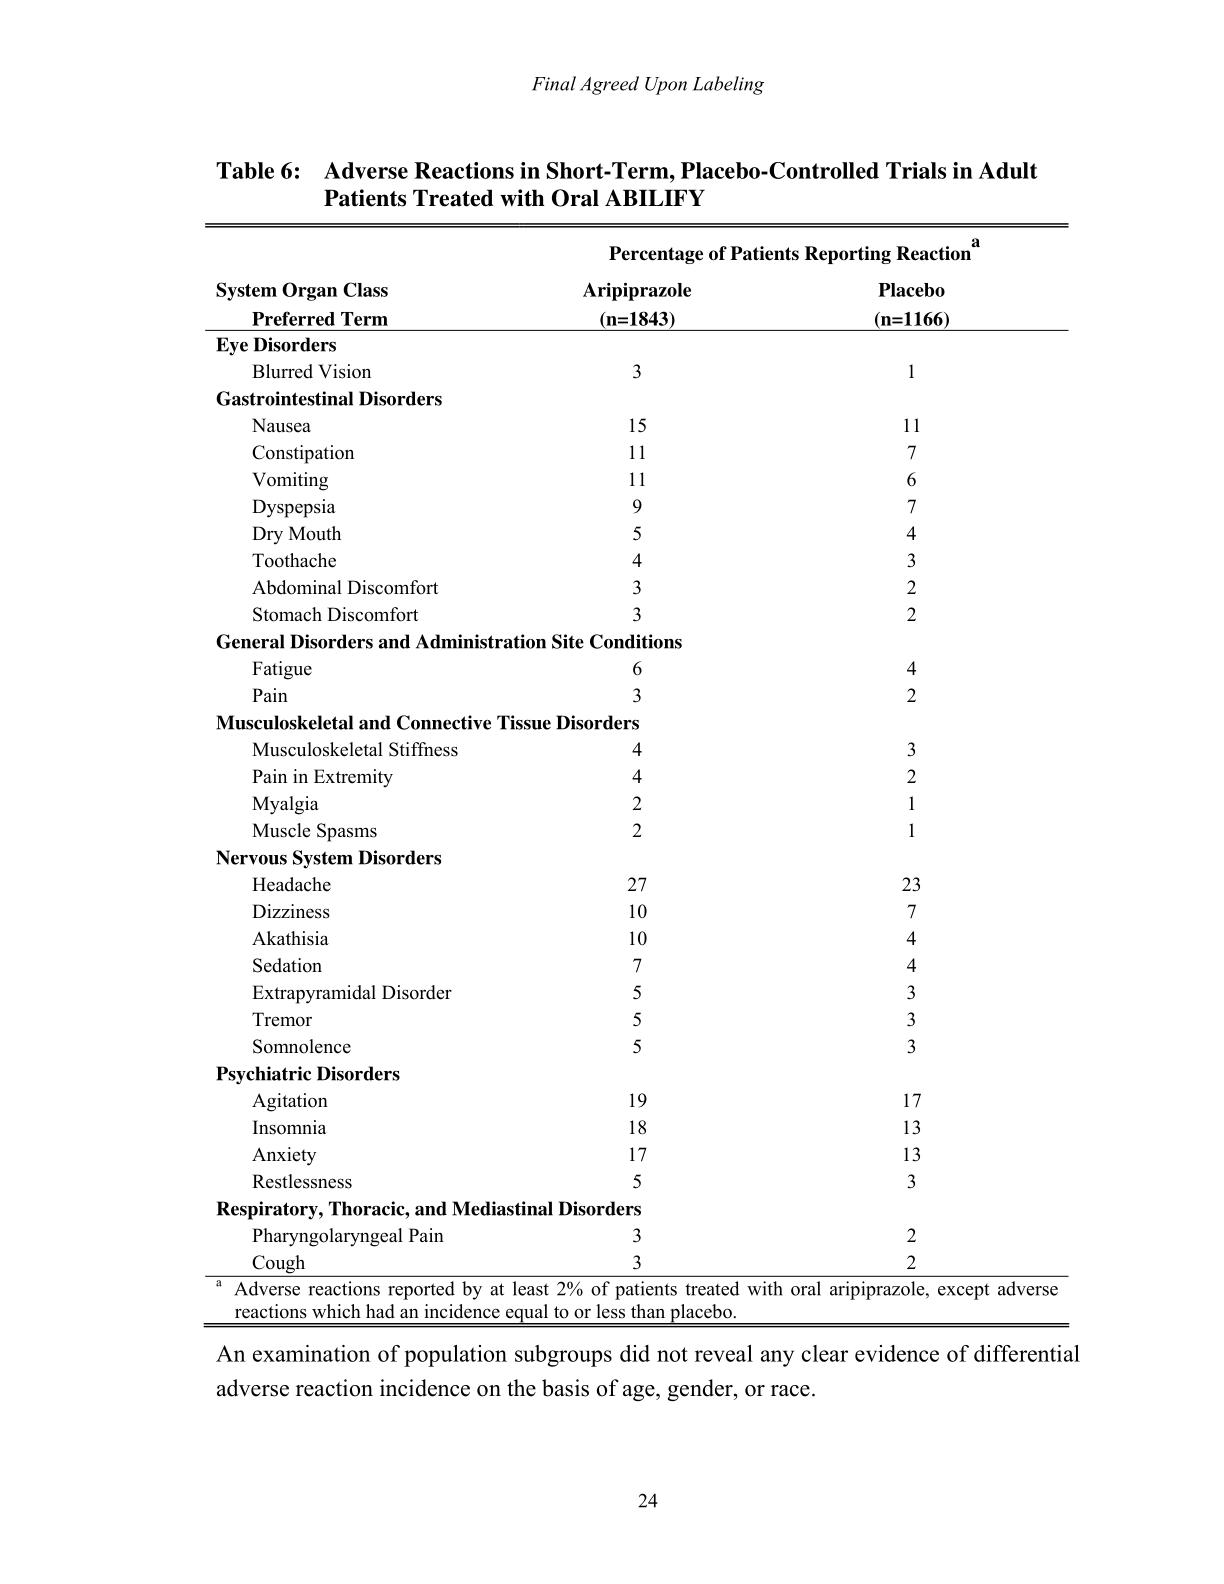 Final Agreed Upon Labeling
Table 6: Adverse Reactions in Short-Term, Placebo-Controlled Trials in Adult
Patients Treated with Oral ABILIFY
Percentage of Patients Reporting Reaction^a
System Organ Class Aripiprazole Placebo
Preferred Term (n=1843) (n=1166)
Eye Disorders
Blurred Vision 3 1
Gastrointestinal Disorders
Nausea 15 11
Constipation 11 7
Vomiting 11 6
Dyspepsia 9 7
Dry Mouth 5 4
Toothache 4 3
Abdominal Discomfort 3 2
Stomach Discomfort 3 2
General Disorders and Administration Site Conditions
Fatigue 6 4
Pain 3 2
Musculoskeletal and Connective Tissue Disorders
Musculoskeletal Stiffness 4 3
Pain in Extremity 4 2
Myalgia 2 1
Muscle Spasms 2 1
Nervous System Disorders
Headache 27 23
Dizziness 10 7
Akathisia 10 4
Sedation 7 4
Extrapyramidal Disorder 5 3
Tremor 5 3
Somnolence 5 3
Psychiatric Disorders
Agitation 19 17
Insomnia 18 13
Anxiety 17 13
Restlessness 5 3
Respiratory, Thoracic, and Mediastinal Disorders
Pharyngolaryngeal Pain 3 2
Cough 3 2
a Adverse reactions reported by at least 2% of patients treated with oral aripiprazole, except adverse
reactions which had an incidence equal to or less than placebo.
An examination of population subgroups did not reveal any clear evidence of differential
adverse reaction incidence on the basis of age, gender, or race.
24